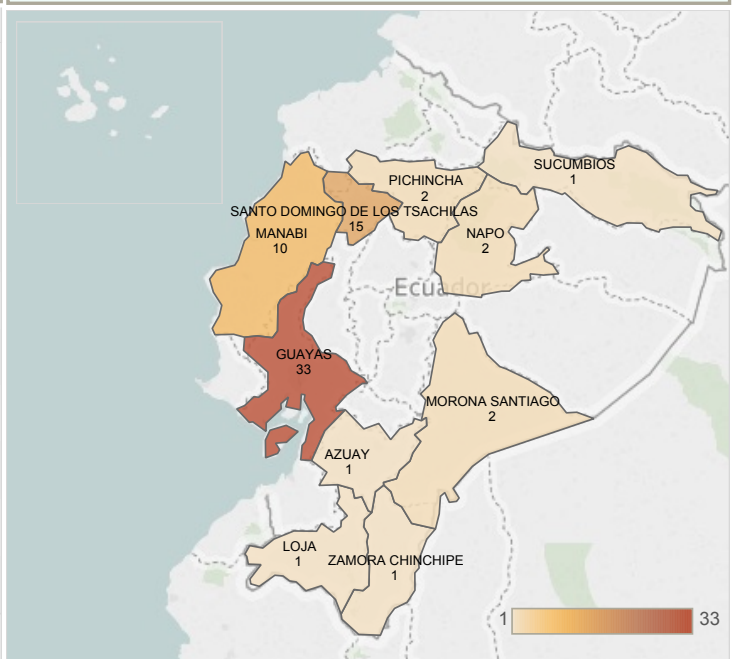 SUCUMBIOS
1
PICHINCHA
2
SANTO DOMINGO DE LOS TSACHILAS
15
MANABI
10
NAPO
2
Ecuador
GUAYAS
33
MORONA SANTIAGO
2
AZUAY
1
LOJA
1
ZAMORA CHINCHIPE
1
1 33